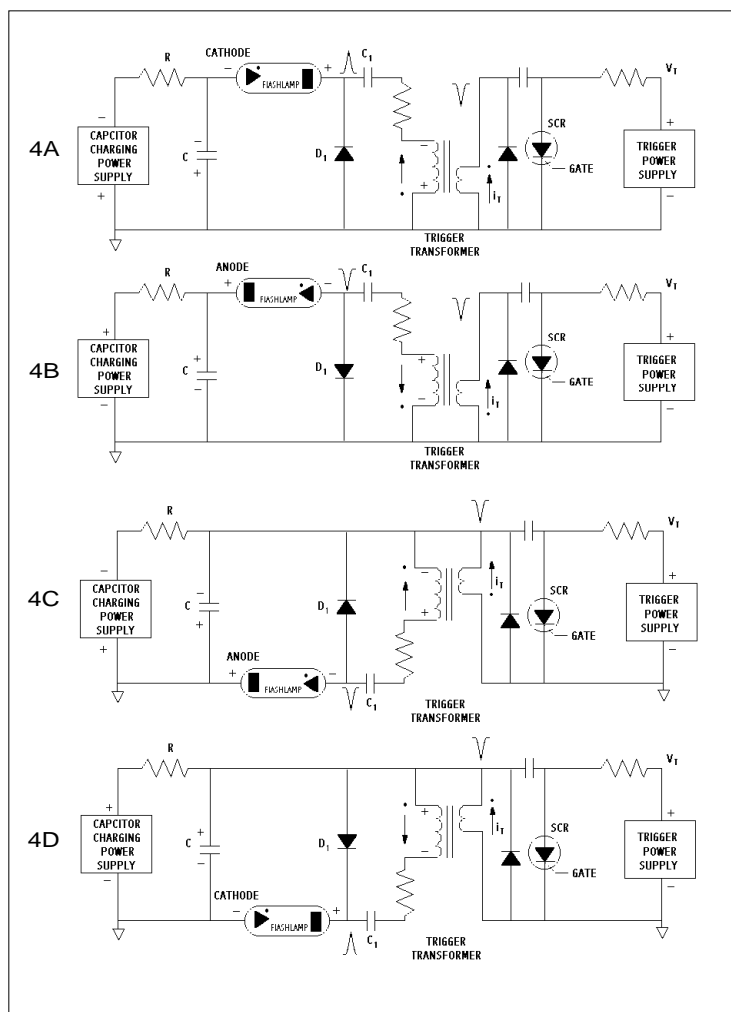 4A
R
CATHODE
− FLASHLAMP +
C1
VT
−
CAPCITOR
CHARGING
POWER
SUPPLY
+
C
−
+
D1
−
+
iT
SCR
GATE
+
TRIGGER
POWER
SUPPLY
−
TRIGGER
TRANSFORMER
4B
R
ANODE
+ FLASHLAMP −
C1
VT
+
CAPCITOR
CHARGING
POWER
SUPPLY
−
C
+
−
D1
+
−
iT
SCR
GATE
+
TRIGGER
POWER
SUPPLY
−
TRIGGER
TRANSFORMER
4C
R
VT
−
CAPCITOR
CHARGING
POWER
SUPPLY
+
C
−
+
D1
−
+
iT
SCR
GATE
+
TRIGGER
POWER
SUPPLY
−
ANODE
+ FLASHLAMP −
C1
TRIGGER
TRANSFORMER
4D
R
VT
+
CAPCITOR
CHARGING
POWER
SUPPLY
−
C
+
−
D1
+
−
iT
SCR
GATE
+
TRIGGER
POWER
SUPPLY
−
CATHODE
− FLASHLAMP +
C1
TRIGGER
TRANSFORMER